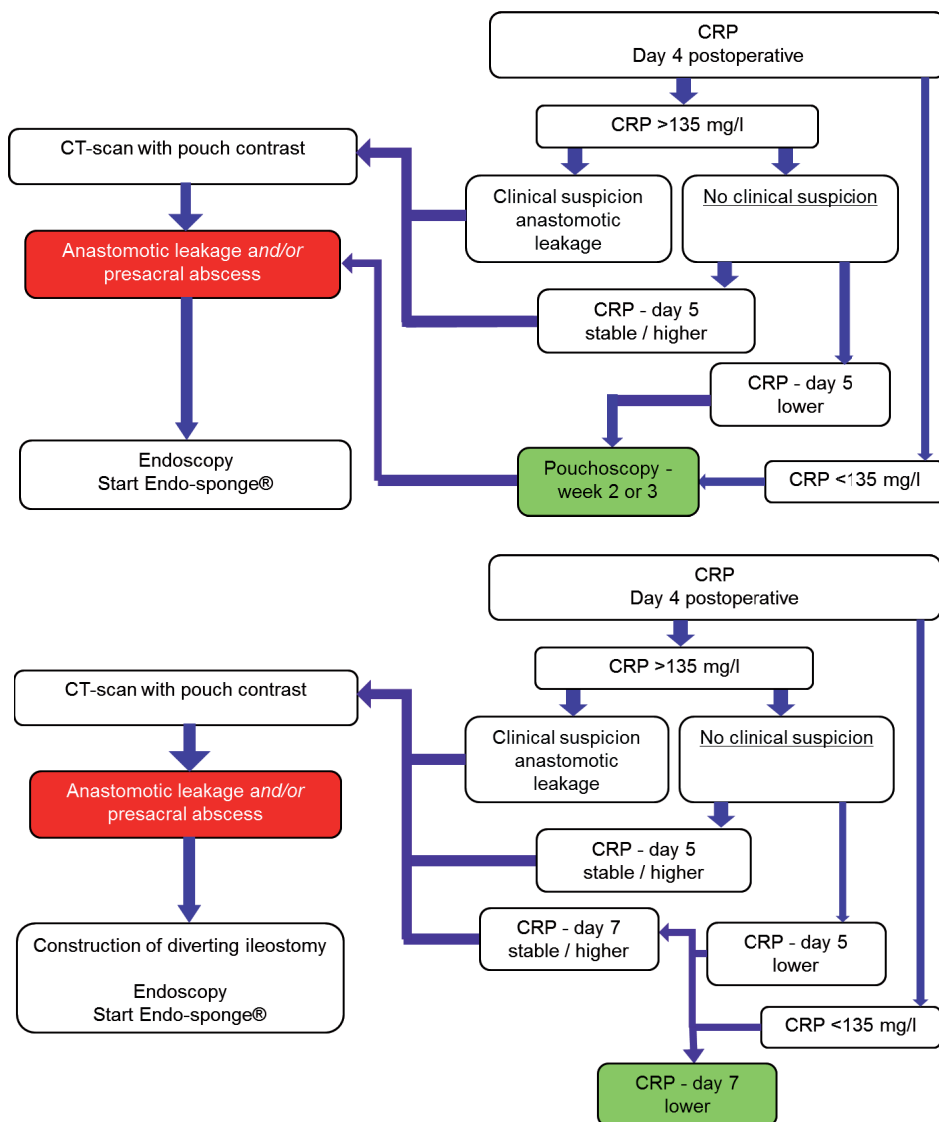 CRP
Day 4 postoperative
CRP >135 mg/l
CT-scan with pouch contrast
Clinical suspicion
anastomotic
leakage
No clinical suspicion
Anastomotic leakage and/or
presacral abscess
CRP - day 5
stable / higher
CRP - day 5
lower
Endoscopy
Start Endo-sponge®
Pouchoscopy -
week 2 or 3
CRP <135 mg/l
CRP
Day 4 postoperative
CRP >135 mg/l
CT-scan with pouch contrast
Clinical suspicion
anastomotic
leakage
No clinical suspicion
Anastomotic leakage and/or
presacral abscess
CRP - day 5
stable / higher
CRP - day 7
stable / higher
CRP - day 5
lower
Construction of diverting ileostomy
Endoscopy
Start Endo-sponge®
CRP <135 mg/l
CRP - day 7
lower